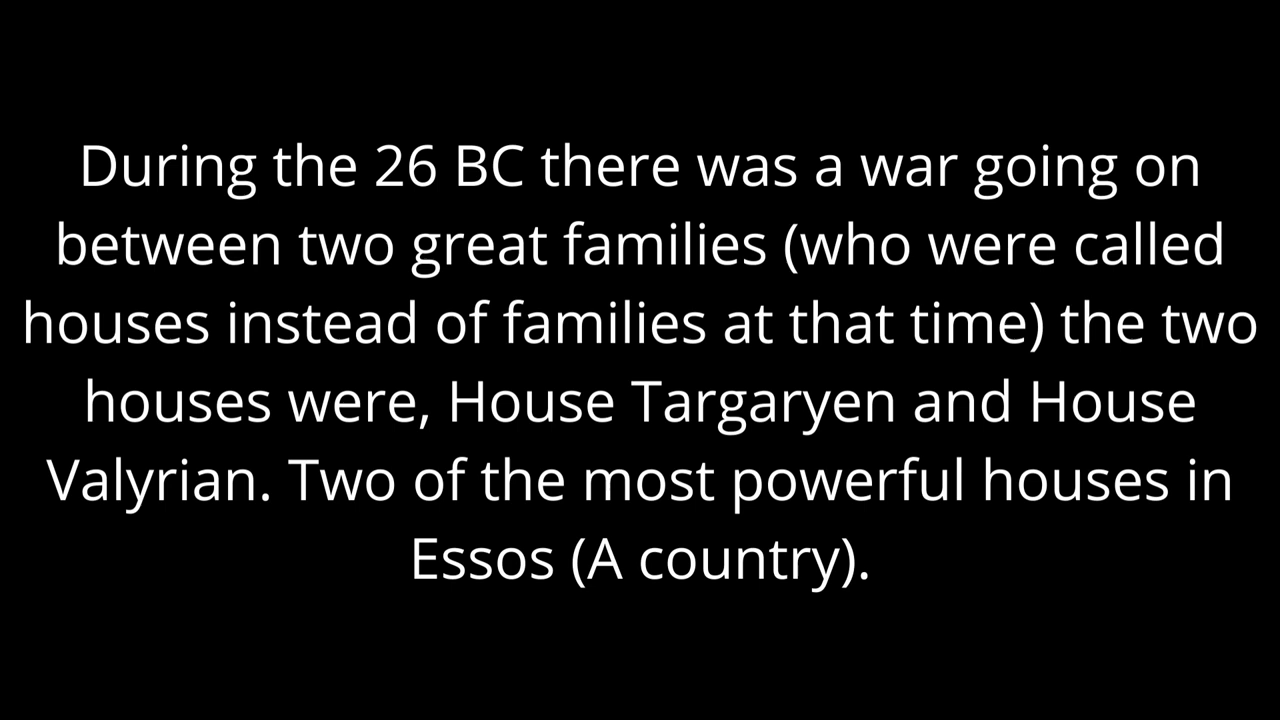 During the 26 BC there was a war going on
between two great families (who were called
houses instead of families at that time) the two
houses were, House Targaryen and House
Valyrian. Two of the most powerful houses in
Essos (A country).